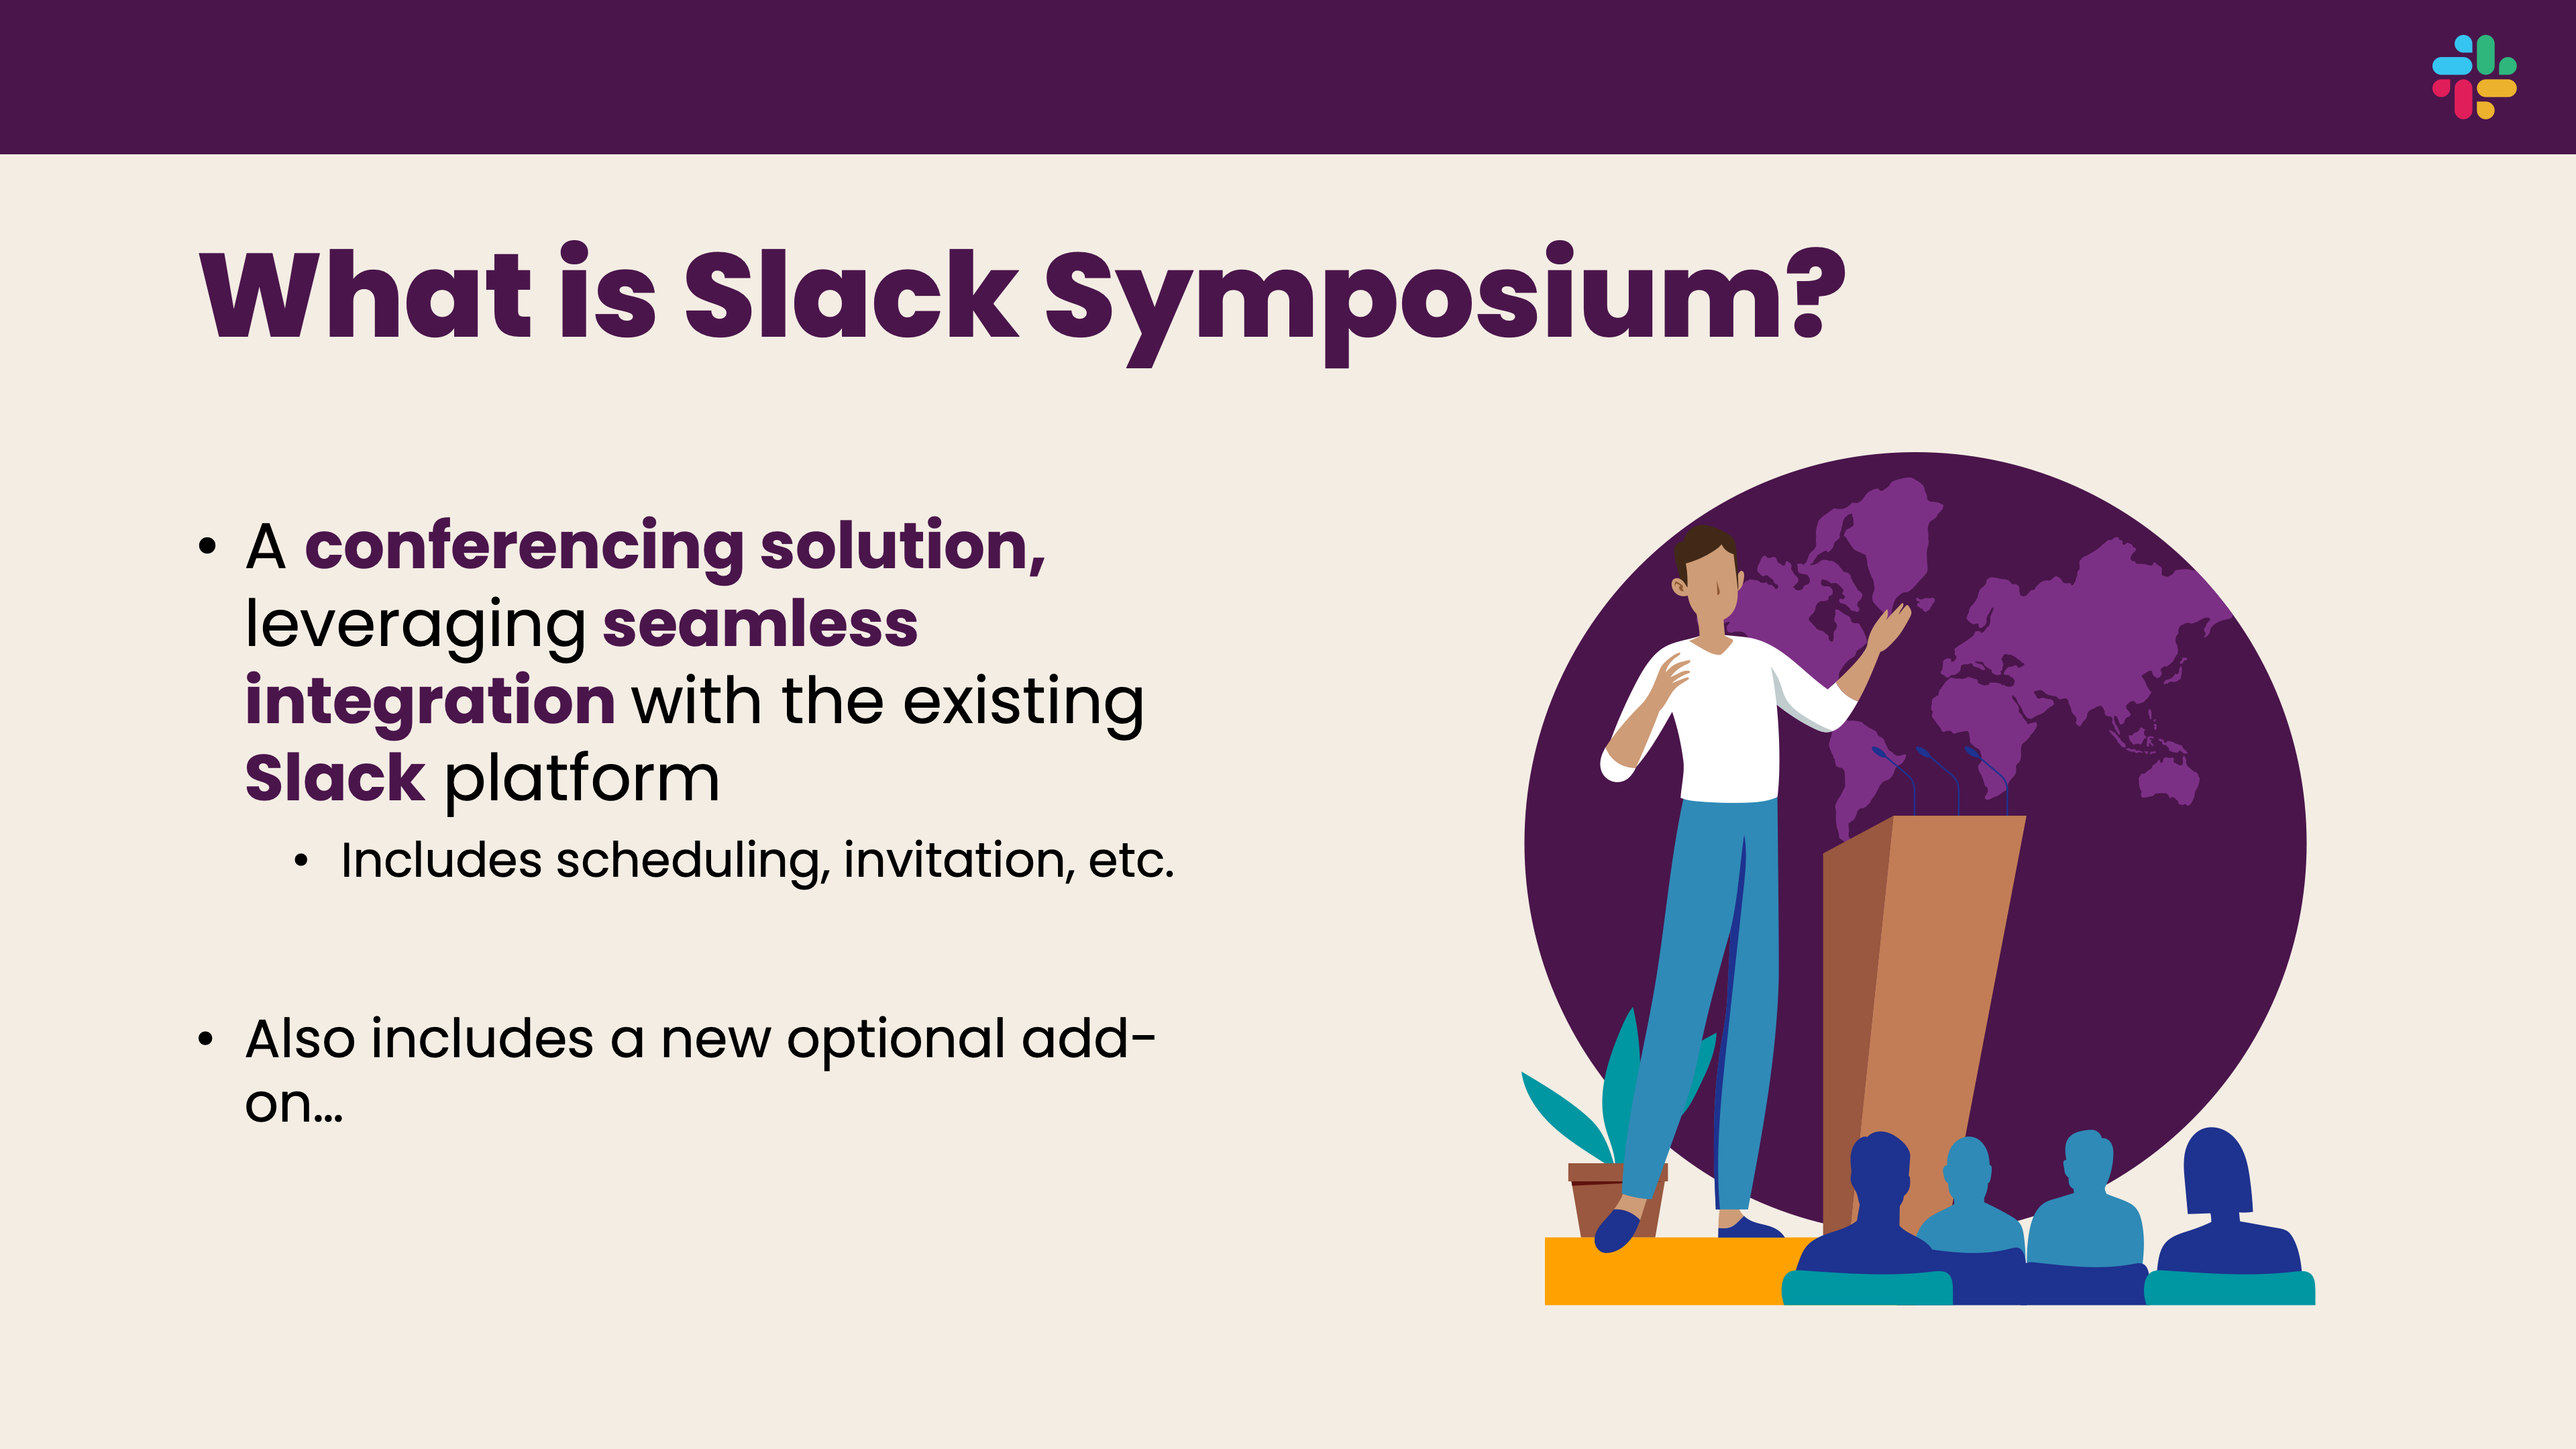 What is Slack Symposium?
• A conferencing solution,
leveraging seamless
integration with the existing
Slack platform
• Includes scheduling, invitation, etc.
• Also includes a new optional add-
on...